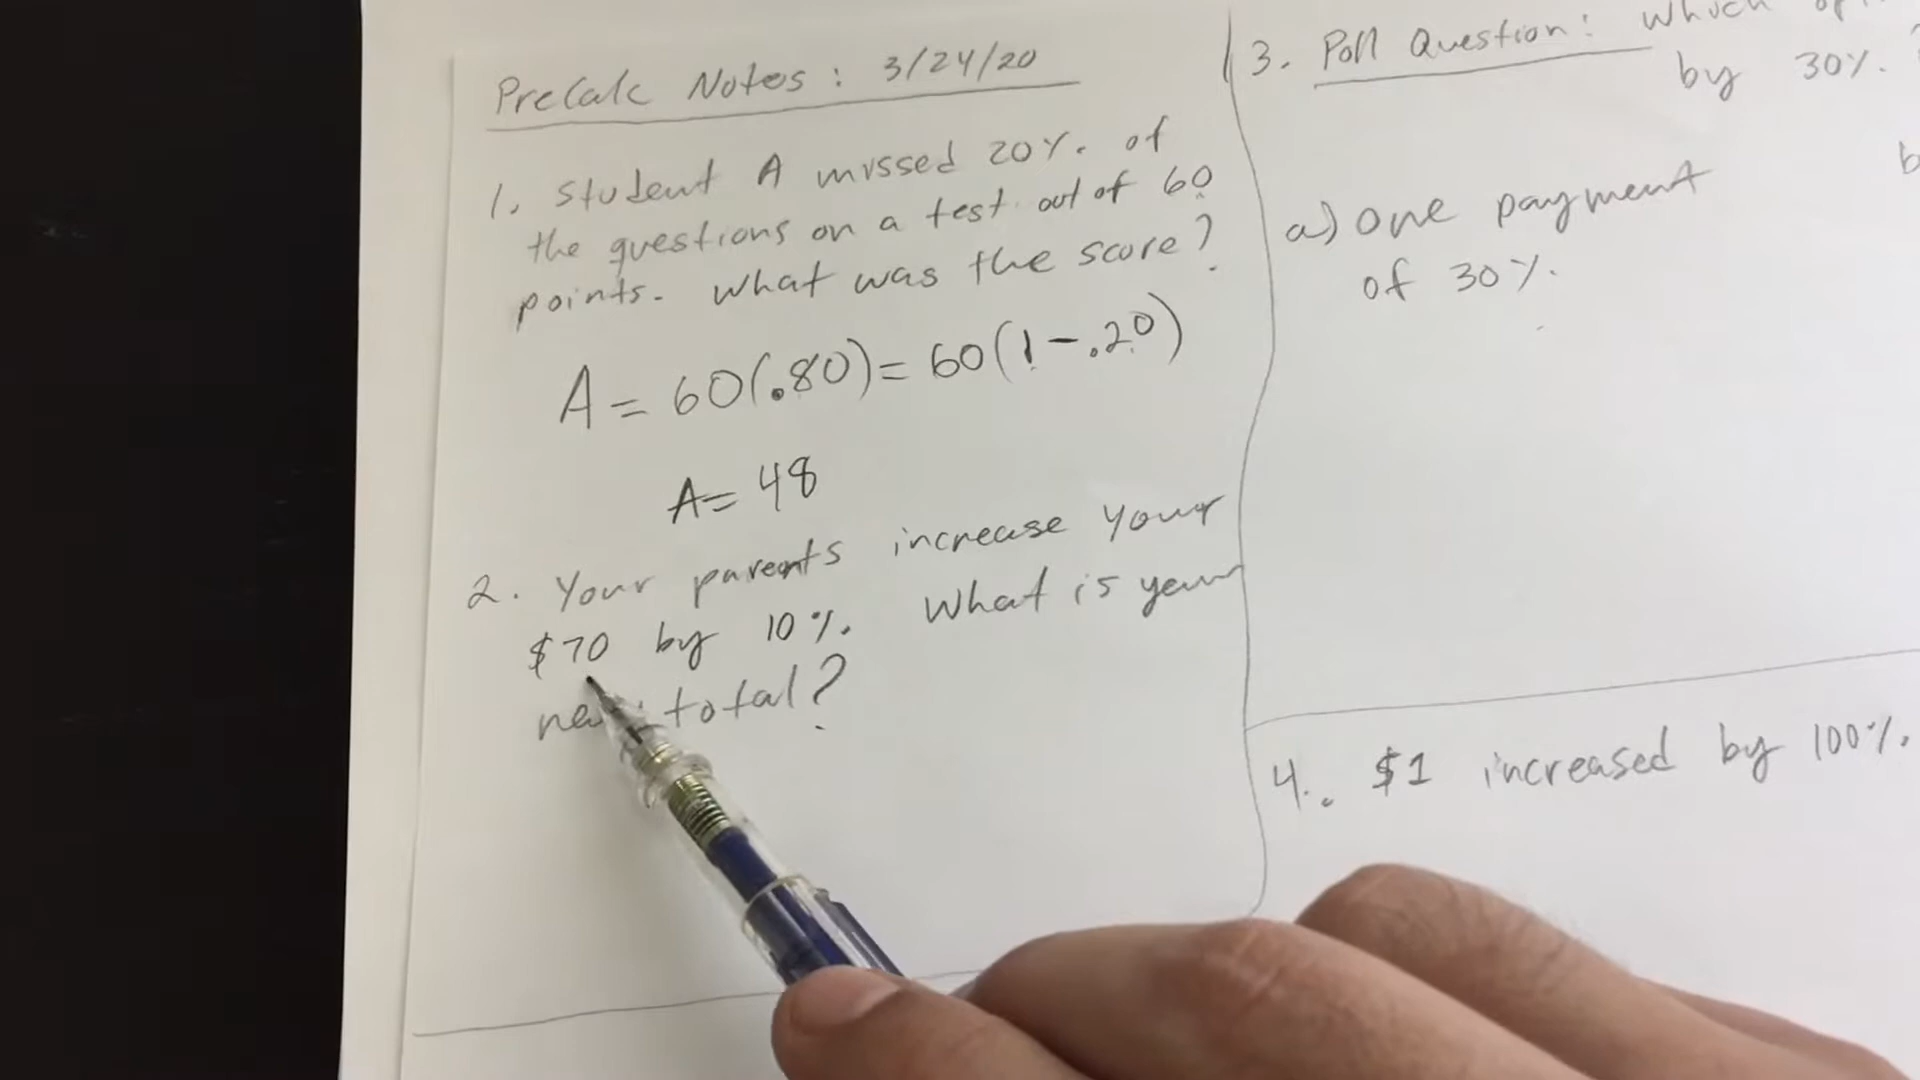 PreCalc Notes: 3/24/20
1. Student A missed 20% of
the questions on a test out of 60
points. What was the score?
A = 60(.80) = 60(1-.20)
A = 48
2. Your parents increase your
$70 by 10%. What is your
total?
3. Poll Question: Which
by 30%.
a) one payment
of 30%.
4. $1 increased by 100%.